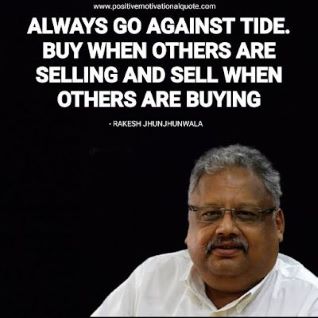 www.positivemotivationalquote.com
ALWAYS GO AGAINST TIDE.
BUY WHEN OTHERS ARE
SELLING AND SELL WHEN
OTHERS ARE BUYING
- RAKESH JHUNJHUNWALA